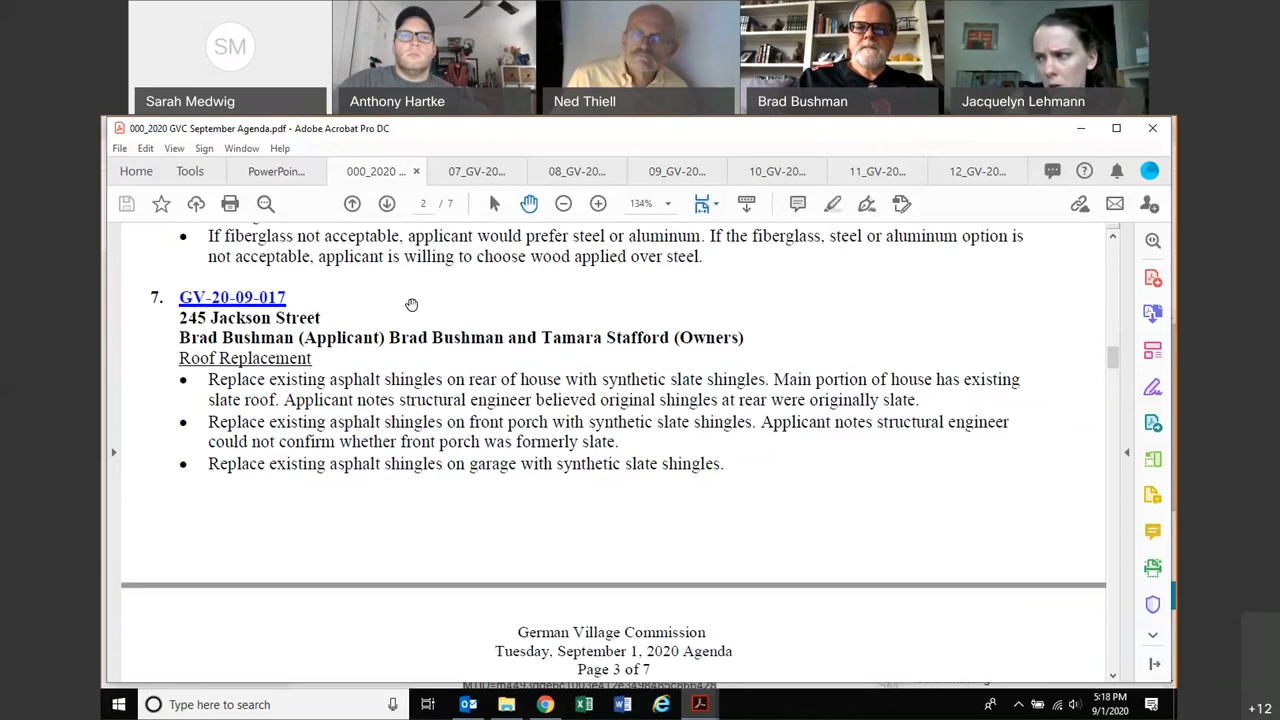 SM
Sarah Medwig
Anthony Hartke
Ned Thiell
Brad Bushman
Jacquelyn Lehmann
000_2020 GVC September Agenda.pdf - Adobe Acrobat Pro DC
File Edit View Sign Window Help
Home Tools PowerPoin... 000_2020 ... × 07_GV-20... 08_GV-20... 09_GV-20... 10_GV-20... 11_GV-20... 12_GV-20...
2 / 7 134%
• If fiberglass not acceptable, applicant would prefer steel or aluminum. If the fiberglass, steel or aluminum option is
not acceptable, applicant is willing to choose wood applied over steel.
7. GV-20-09-017
245 Jackson Street
Brad Bushman (Applicant) Brad Bushman and Tamara Stafford (Owners)
Roof Replacement
• Replace existing asphalt shingles on rear of house with synthetic slate shingles. Main portion of house has existing
slate roof. Applicant notes structural engineer believed original shingles at rear were originally slate.
• Replace existing asphalt shingles on front porch with synthetic slate shingles. Applicant notes structural engineer
could not confirm whether front porch was formerly slate.
• Replace existing asphalt shingles on garage with synthetic slate shingles.
German Village Commission
Tuesday, September 1, 2020 Agenda
Page 3 of 7
Type here to search
5:18 PM
9/1/2020
+12